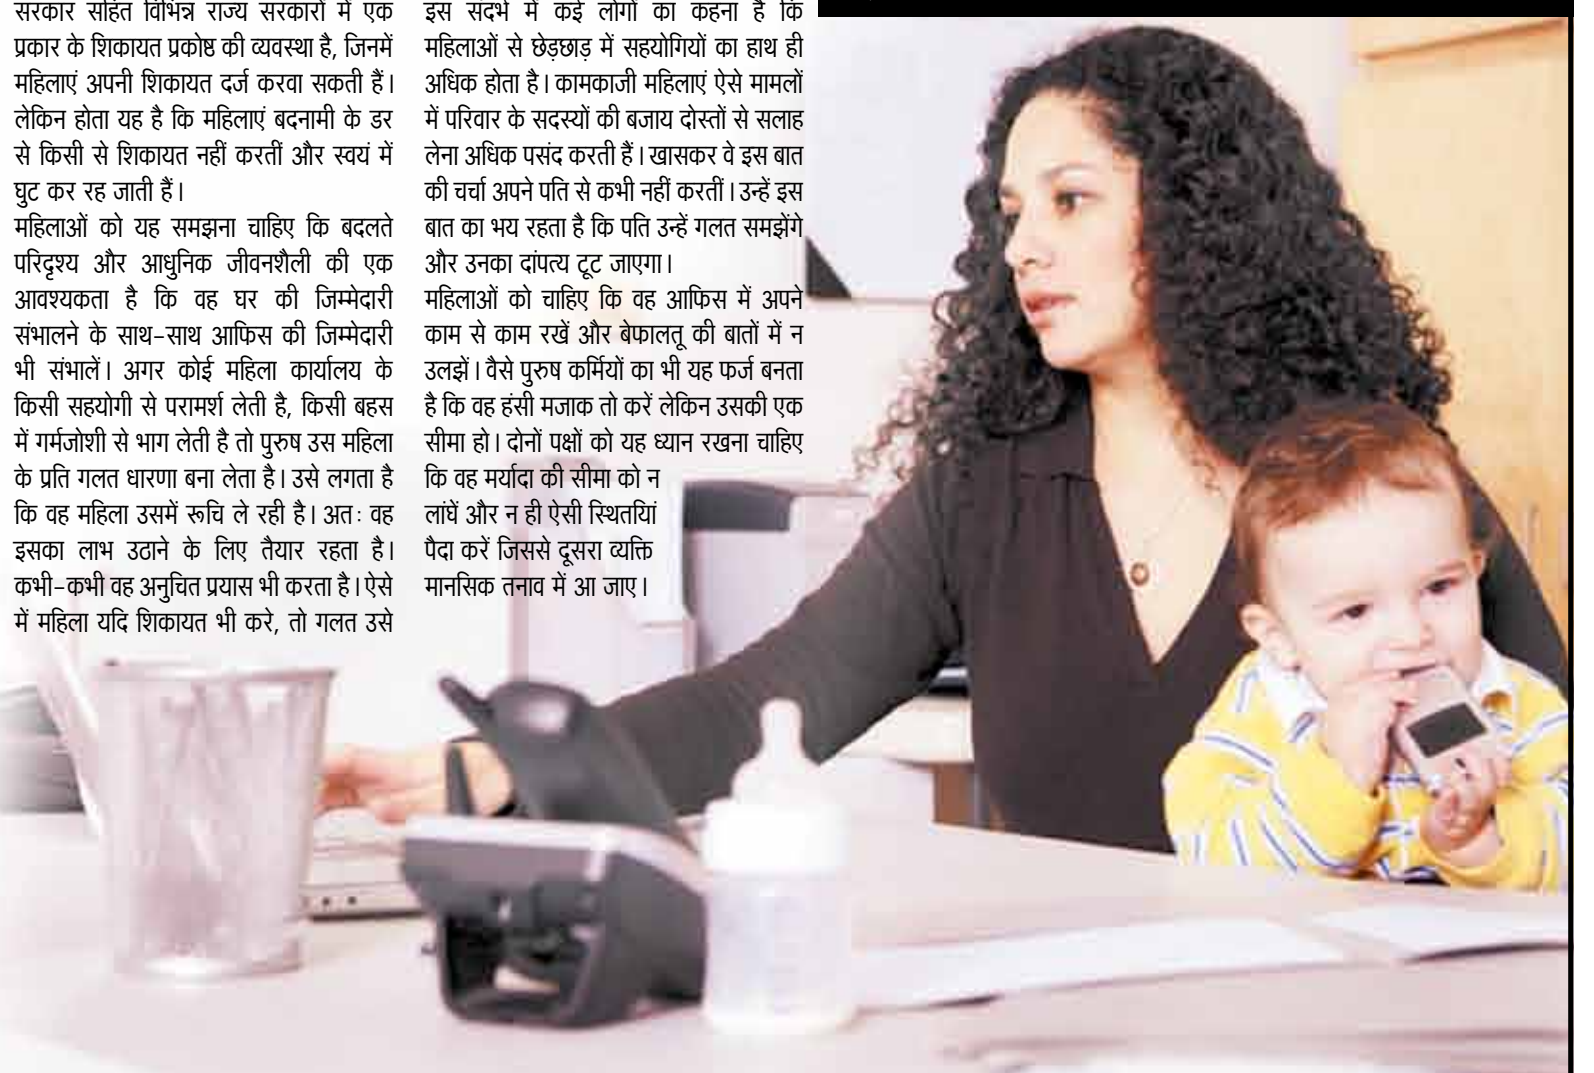 सरकार सहित विभिन्न राज्य सरकारों में एक
प्रकार के शिकायत प्रकोष्ठ की व्यवस्था है, जिनमें
महिलाएं अपनी शिकायत दर्ज करवा सकती हैं।
लेकिन होता यह है कि महिलाएं बदनामी के डर
से किसी से शिकायत नहीं करतीं और स्वयं में
घुट कर रह जाती हैं।
महिलाओं को यह समझना चाहिए कि बदलते
परिदृश्य और आधुनिक जीवनशैली की एक
आवश्यकता है कि वह घर की जिम्मेदारी
संभालने के साथ-साथ आफिस की जिम्मेदारी
भी संभालें। अगर कोई महिला कार्यालय के
किसी सहयोगी से परामर्श लेती है, किसी बहस
में गर्मजोशी से भाग लेती है तो पुरुष उस महिला
के प्रति गलत धारणा बना लेता है। उसे लगता है
कि वह महिला उसमें रूचि ले रही है। अतः वह
इसका लाभ उठाने के लिए तैयार रहता है।
कभी-कभी वह अनुचित प्रयास भी करता है। ऐसे
में महिला यदि शिकायत भी करे, तो गलत उसे
इस संदर्भ में कई लोगों का कहना है कि
महिलाओं से छेड़छाड़ में सहयोगियों का हाथ ही
अधिक होता है। कामकाजी महिलाएं ऐसे मामलों
में परिवार के सदस्यों की बजाय दोस्तों से सलाह
लेना अधिक पसंद करती हैं। खासकर वे इस बात
की चर्चा अपने पति से कभी नहीं करतीं। उन्हें इस
बात का भय रहता है कि पति उन्हें गलत समझेंगे
और उनका दांपत्य टूट जाएगा।
महिलाओं को चाहिए कि वह आफिस में अपने
काम से काम रखें और बेफालतू की बातों में न
उलझें। वैसे पुरुष कर्मियों का भी यह फर्ज बनता
है कि वह हंसी मजाक तो करें लेकिन उसकी एक
सीमा हो। दोनों पक्षों को यह ध्यान रखना चाहिए
कि वह मर्यादा की सीमा को न
लांघें और न ही ऐसी स्थितयिां
पैदा करें जिससे दूसरा व्यक्ति
मानसिक तनाव में आ जाए।